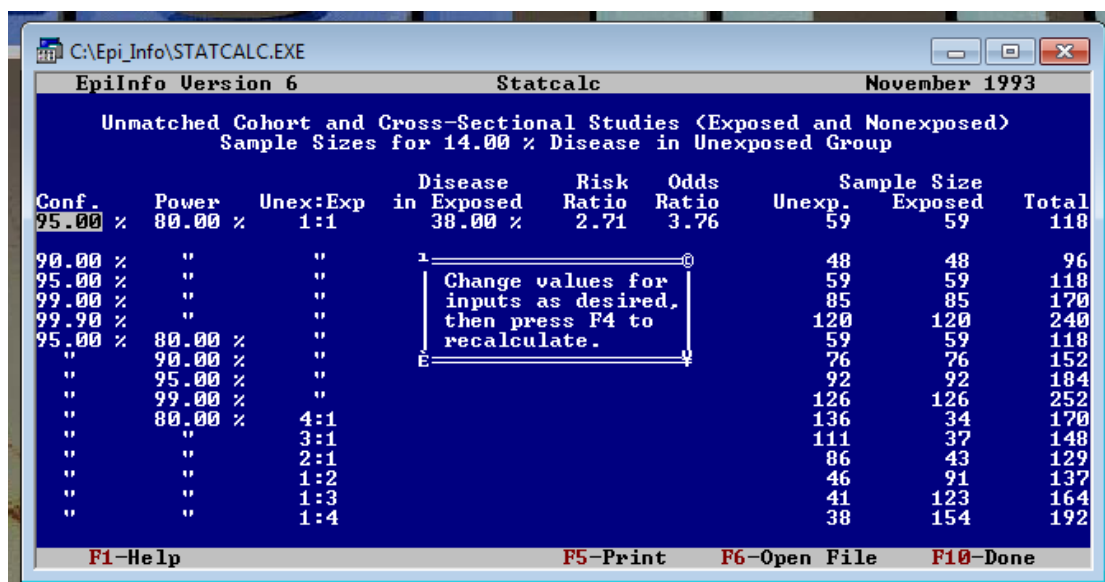 C:\Epi_Info\STATCALC.EXE
EpiInfo Version 6 Statcalc November 1993
Unmatched Cohort and Cross-Sectional Studies (Exposed and Nonexposed)
Sample Sizes for 14.00 % Disease in Unexposed Group
Disease Risk Odds Sample Size
Conf. Power Unex:Exp in Exposed Ratio Ratio Unexp. Exposed Total
95.00 % 80.00 % 1:1 38.00 % 2.71 3.76 59 59 118
90.00 % " " 48 48 96
95.00 % " " 59 59 118
99.00 % " " 85 85 170
99.90 % " " 120 120 240
95.00 % 80.00 % " 59 59 118
" 90.00 % " 76 76 152
" 95.00 % " 92 92 184
" 99.00 % " 126 126 252
" 80.00 % 4:1 136 34 170
" " 3:1 111 37 148
" " 2:1 86 43 129
" " 1:2 46 91 137
" " 1:3 41 123 164
" " 1:4 38 154 192
Change values for
inputs as desired,
then press F4 to
recalculate.
F1-Help F5-Print F6-Open File F10-Done